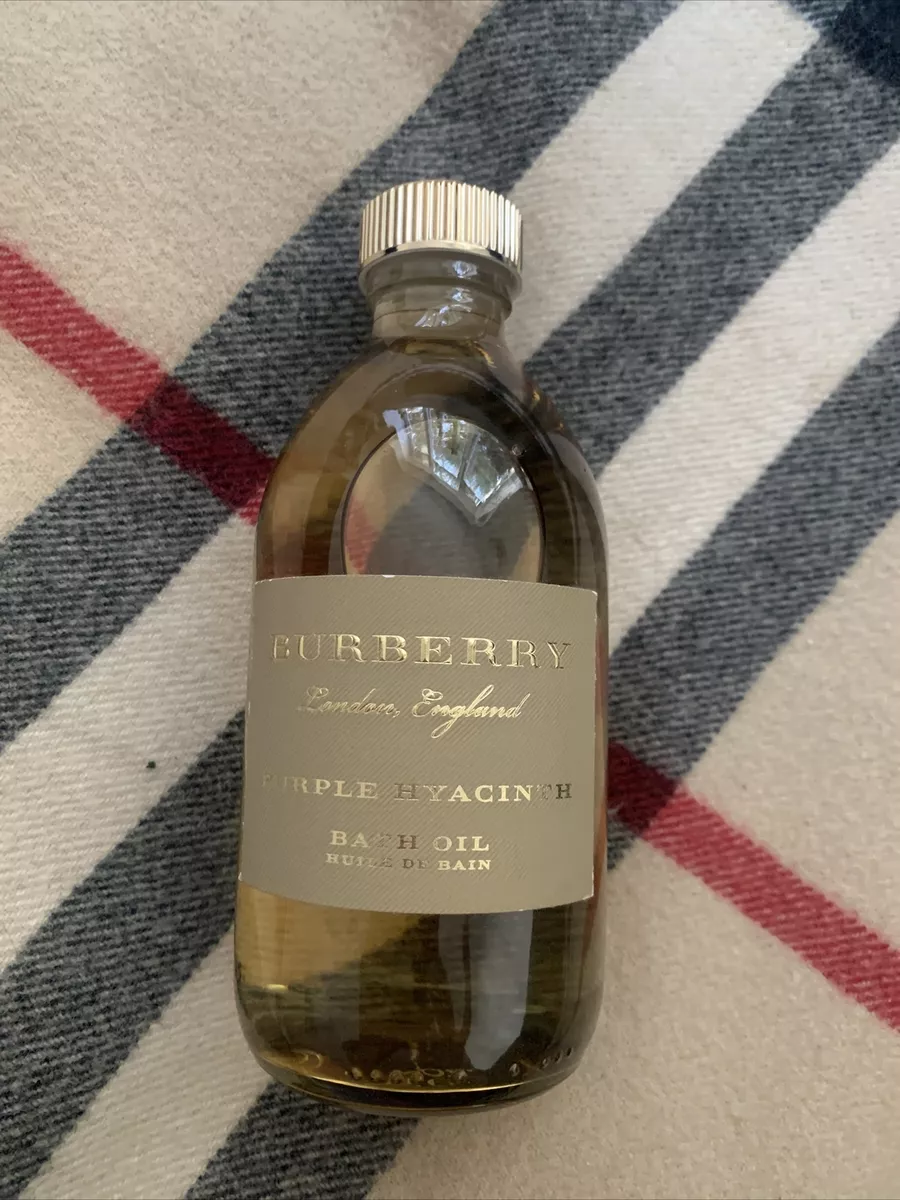 BURBERRY
London, England
PURPLE HYACINTH
BATH OIL
HUILE DE BAIN